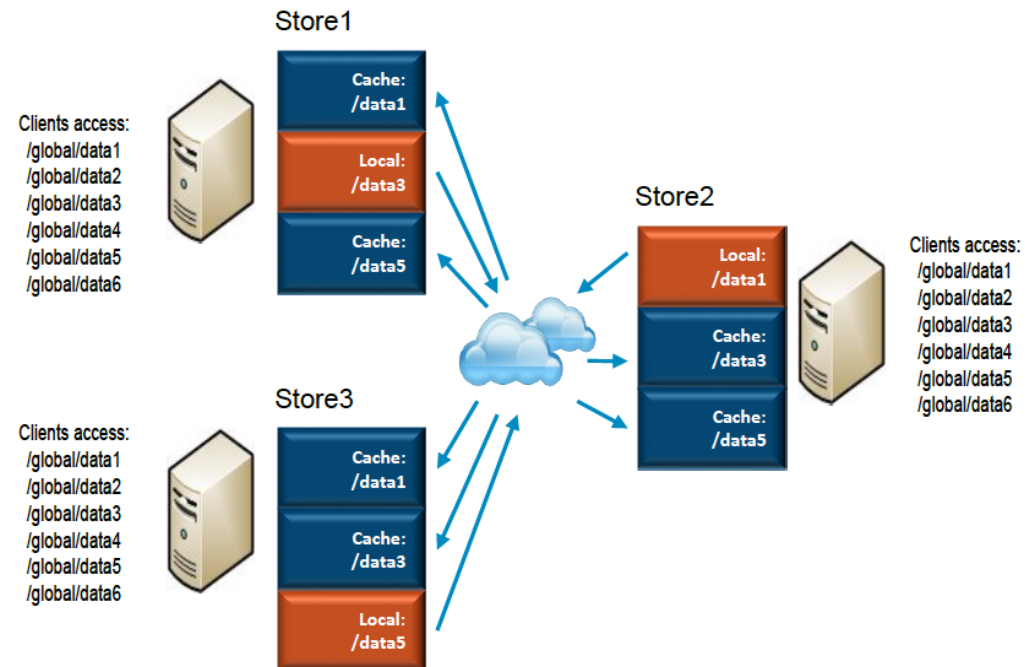 Store1
Cache:
/data1
Local:
/data3
Cache:
/data5
Clients access:
/global/data1
/global/data2
/global/data3
/global/data4
/global/data5
/global/data6
Store2
Local:
/data1
Cache:
/data3
Cache:
/data5
Clients access:
/global/data1
/global/data2
/global/data3
/global/data4
/global/data5
/global/data6
Store3
Cache:
/data1
Cache:
/data3
Local:
/data5
Clients access:
/global/data1
/global/data2
/global/data3
/global/data4
/global/data5
/global/data6